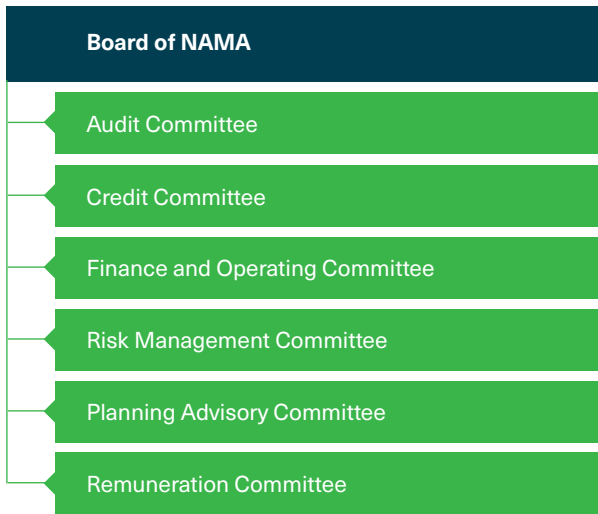 Board of NAMA
Audit Committee
Credit Committee
Finance and Operating Committee
Risk Management Committee
Planning Advisory Committee
Remuneration Committee